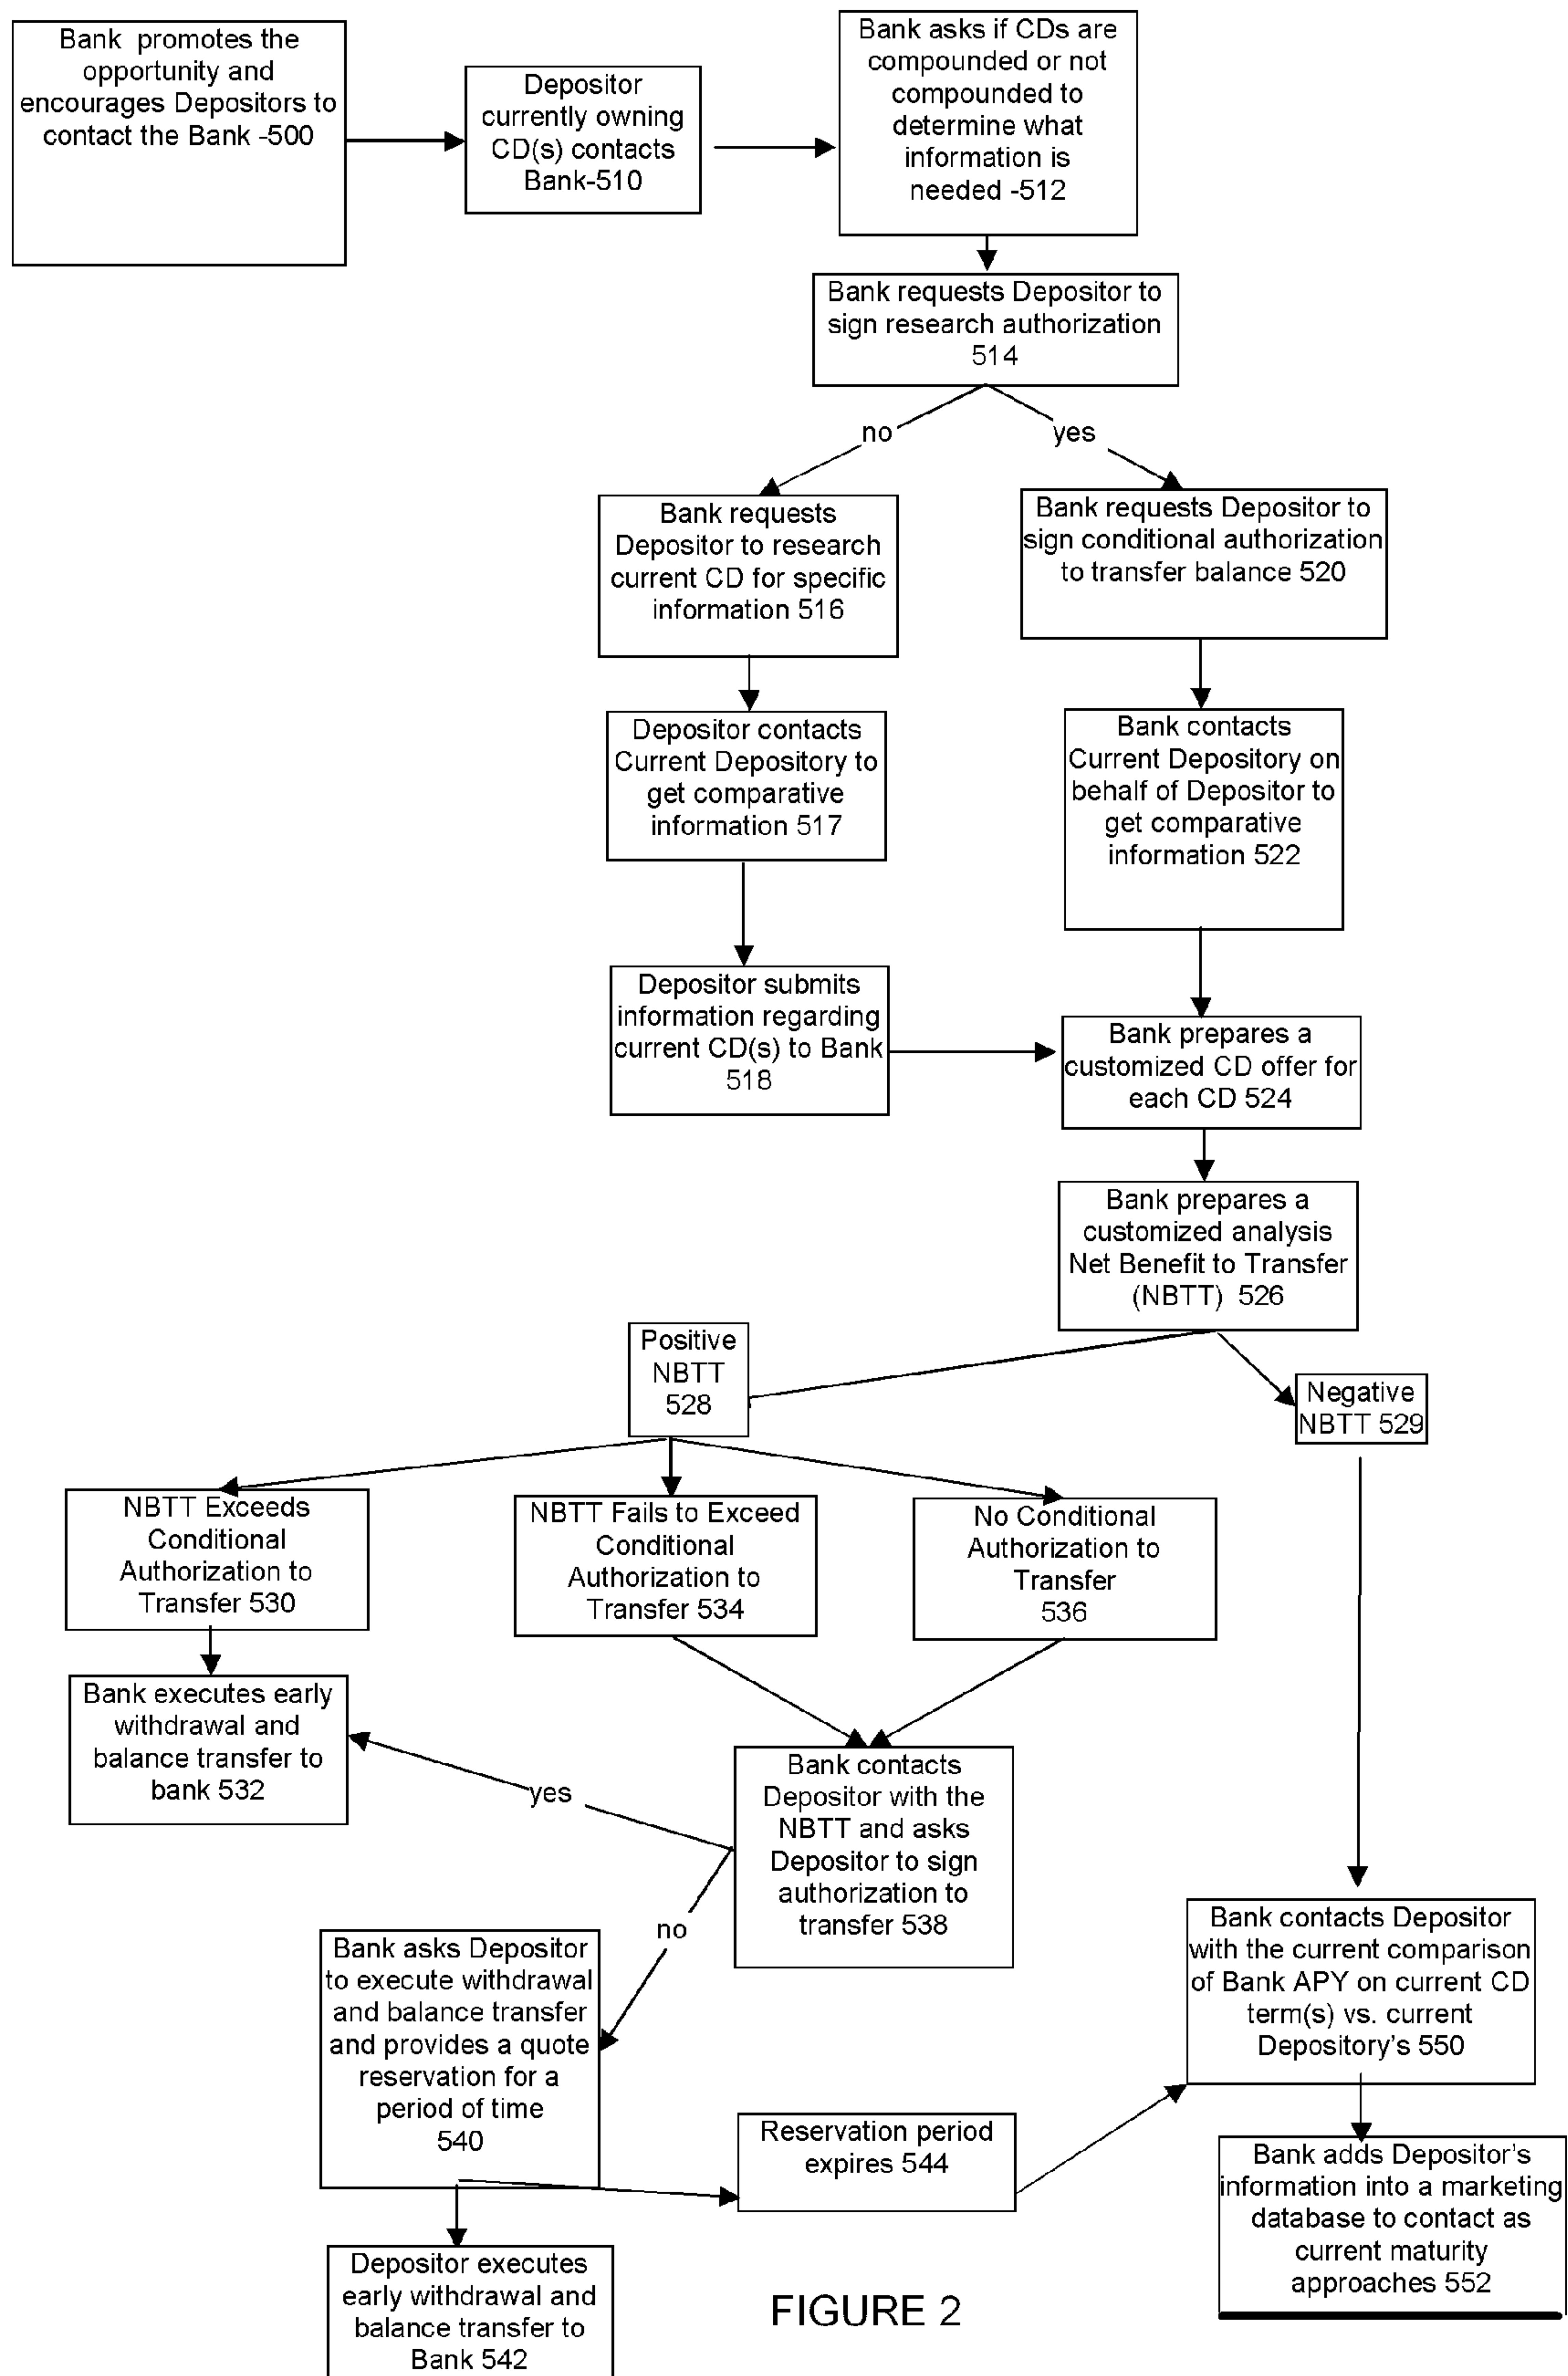 Bank promotes the
opportunity and
encourages Depositors to
contact the Bank -500
Depositor
currently owning
CD(s) contacts
Bank-510
Bank asks if CDs are
compounded or not
compounded to
determine what
information is
needed -512
Bank requests Depositor to
sign research authorization
514
no
yes
Bank requests
Depositor to research
current CD for specific
information 516
Bank requests Depositor to
sign conditional authorization
to transfer balance 520
Depositor contacts
Current Depository to
get comparative
information 517
Bank contacts
Current Depository on
behalf of Depositor to
get comparative
information 522
Depositor submits
information regarding
current CD(s) to Bank
518
Bank prepares a
customized CD offer for
each CD 524
Bank prepares a
customized analysis
Net Benefit to Transfer
(NBTT) 526
Positive
NBTT
528
Negative
NBTT 529
NBTT Exceeds
Conditional
Authorization to
Transfer 530
NBTT Fails to Exceed
Conditional
Authorization to
Transfer 534
No Conditional
Authorization to
Transfer
536
Bank executes early
withdrawal and
balance transfer to
bank 532
yes
Bank contacts
Depositor with the
NBTT and asks
Depositor to sign
authorization to
transfer 538
no
Bank asks Depositor
to execute withdrawal
and balance transfer
and provides a quote
reservation for a
period of time
540
Bank contacts Depositor
with the current comparison
of Bank APY on current CD
term(s) vs. current
Depository's 550
Reservation period
expires 544
Bank adds Depositor's
information into a marketing
database to contact as
current maturity
approaches 552
Depositor executes
early withdrawal and
balance transfer to
Bank 542
FIGURE 2